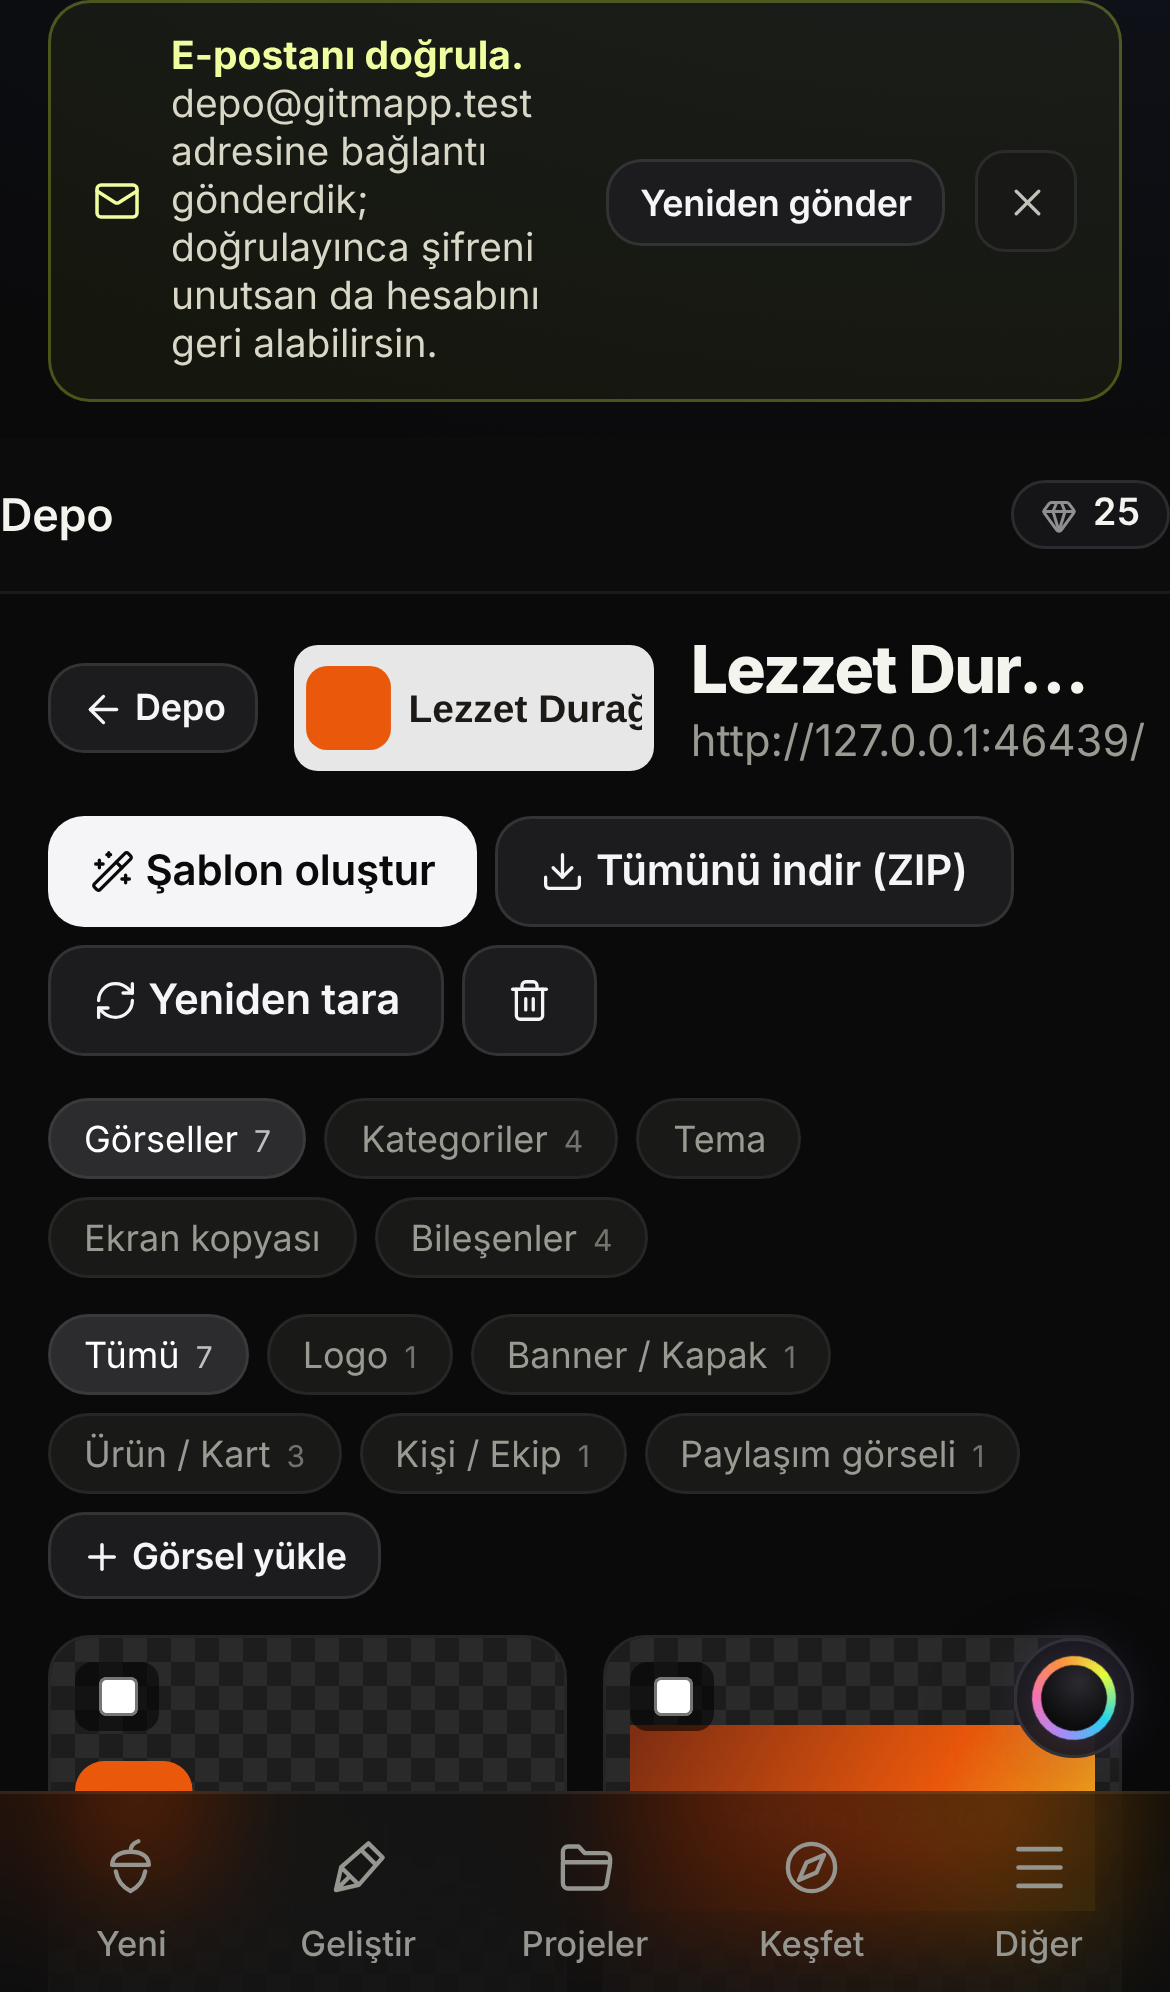 E-postanı doğrula.
depo@gitmapp.test
adresine bağlantı
gönderdik;
doğrulayınca şifreni
unutsan da hesabını
geri alabilirsin.
Yeniden gönder
Depo
25
Depo
Lezzet Durağ
Lezzet Dur...
http://127.0.0.1:46439/
Şablon oluştur
Tümünü indir (ZIP)
Yeniden tara
Görseller 7
Kategoriler 4
Tema
Ekran kopyası
Bileşenler 4
Tümü 7
Logo 1
Banner / Kapak 1
Ürün / Kart 3
Kişi / Ekip 1
Paylaşım görseli 1
Görsel yükle
Yeni
Geliştir
Projeler
Keşfet
Diğer